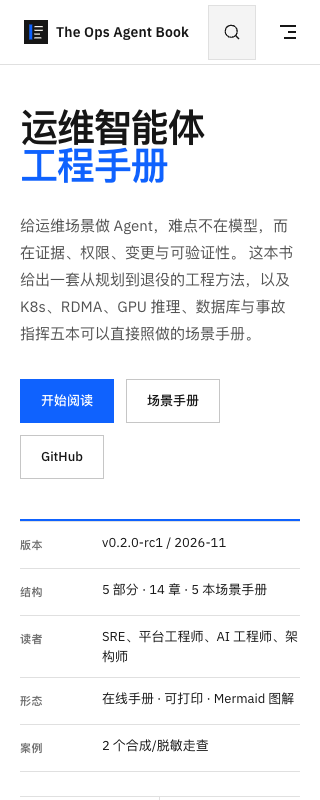 The Ops Agent Book
运维智能体
工程手册
给运维场景做 Agent，难点不在模型，而
在证据、权限、变更与可验证性。 这本书
给出一套从规划到退役的工程方法，以及
K8s、RDMA、GPU 推理、数据库与事故
指挥五本可以直接照做的场景手册。
开始阅读
场景手册
GitHub
版本 v0.2.0-rc1 / 2026-11
结构 5 部分 · 14 章 · 5 本场景手册
读者 SRE、平台工程师、AI 工程师、架
构师
形态 在线手册 · 可打印 · Mermaid 图解
案例 2 个合成/脱敏走查